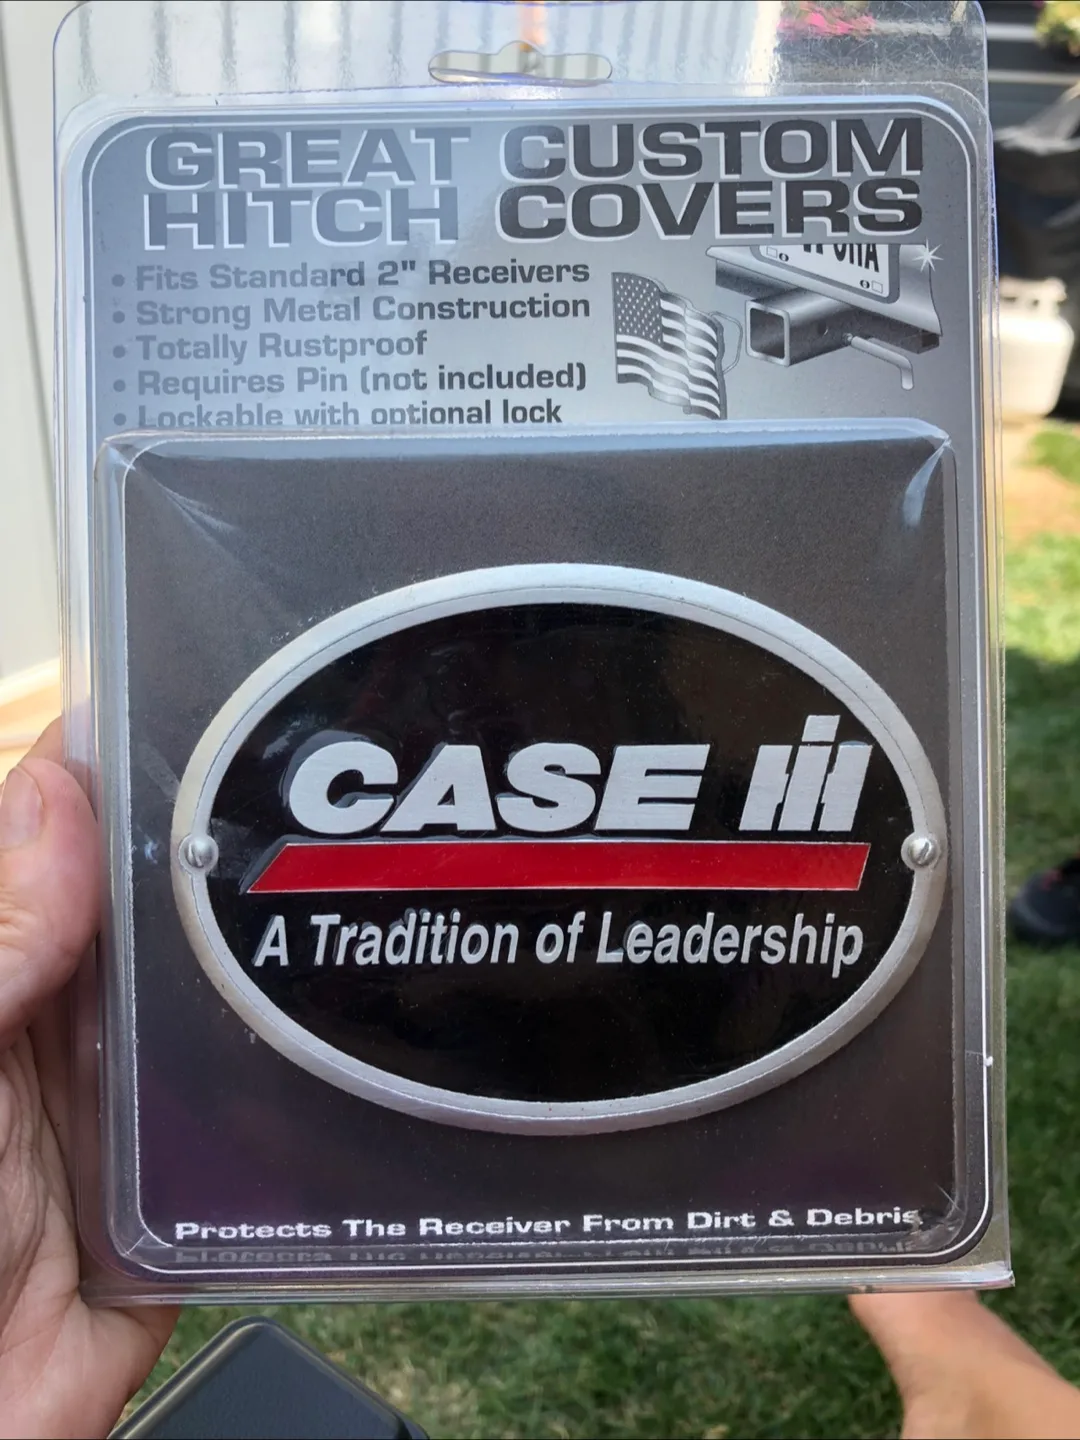 GREAT CUSTOM
HITCH COVERS
• Fits Standard 2" Receivers
• Strong Metal Construction
• Totally Rustproof
• Requires Pin (not included)
• Lockable with optional lock
CASE IH
A Tradition of Leadership
Protects The Receiver From Dirt & Debris